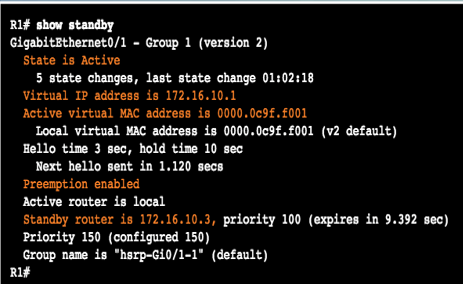 R1# show standby
GigabitEthernet0/1 - Group 1 (version 2)
State is Active
5 state changes, last state change 01:02:18
Virtual IP address is 172.16.10.1
Active virtual MAC address is 0000.0c9f.f001
Local virtual MAC address is 0000.0c9f.f001 (v2 default)
Hello time 3 sec, hold time 10 sec
Next hello sent in 1.120 secs
Preemption enabled
Active router is local
Standby router is 172.16.10.3, priority 100 (expires in 9.392 sec)
Priority 150 (configured 150)
Group name is "hsrp-Gi0/1-1" (default)
R1#